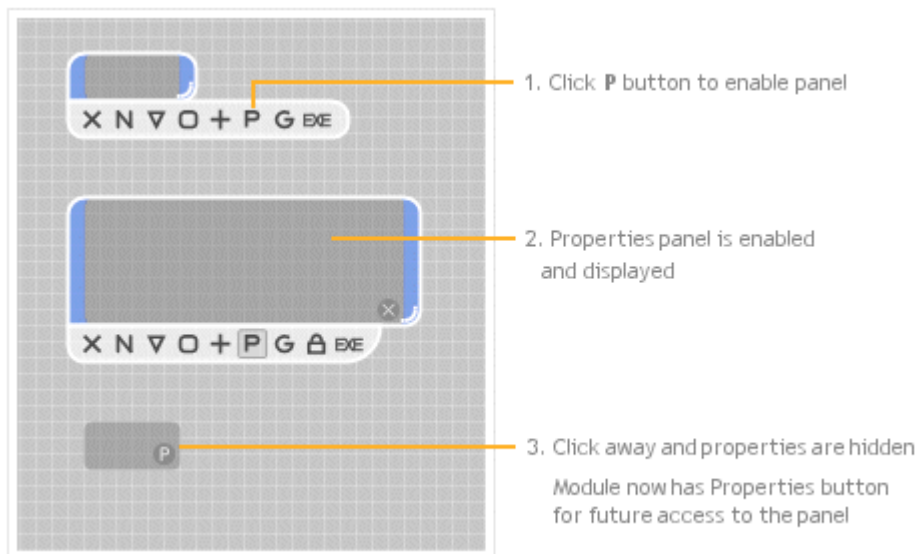 1. Click P button to enable panel
X N ▽ O + P G EXE
2. Properties panel is enabled
and displayed
X N ▽ O + P G EXE
P
3. Click away and properties are hidden
Module now has Properties button
for future access to the panel